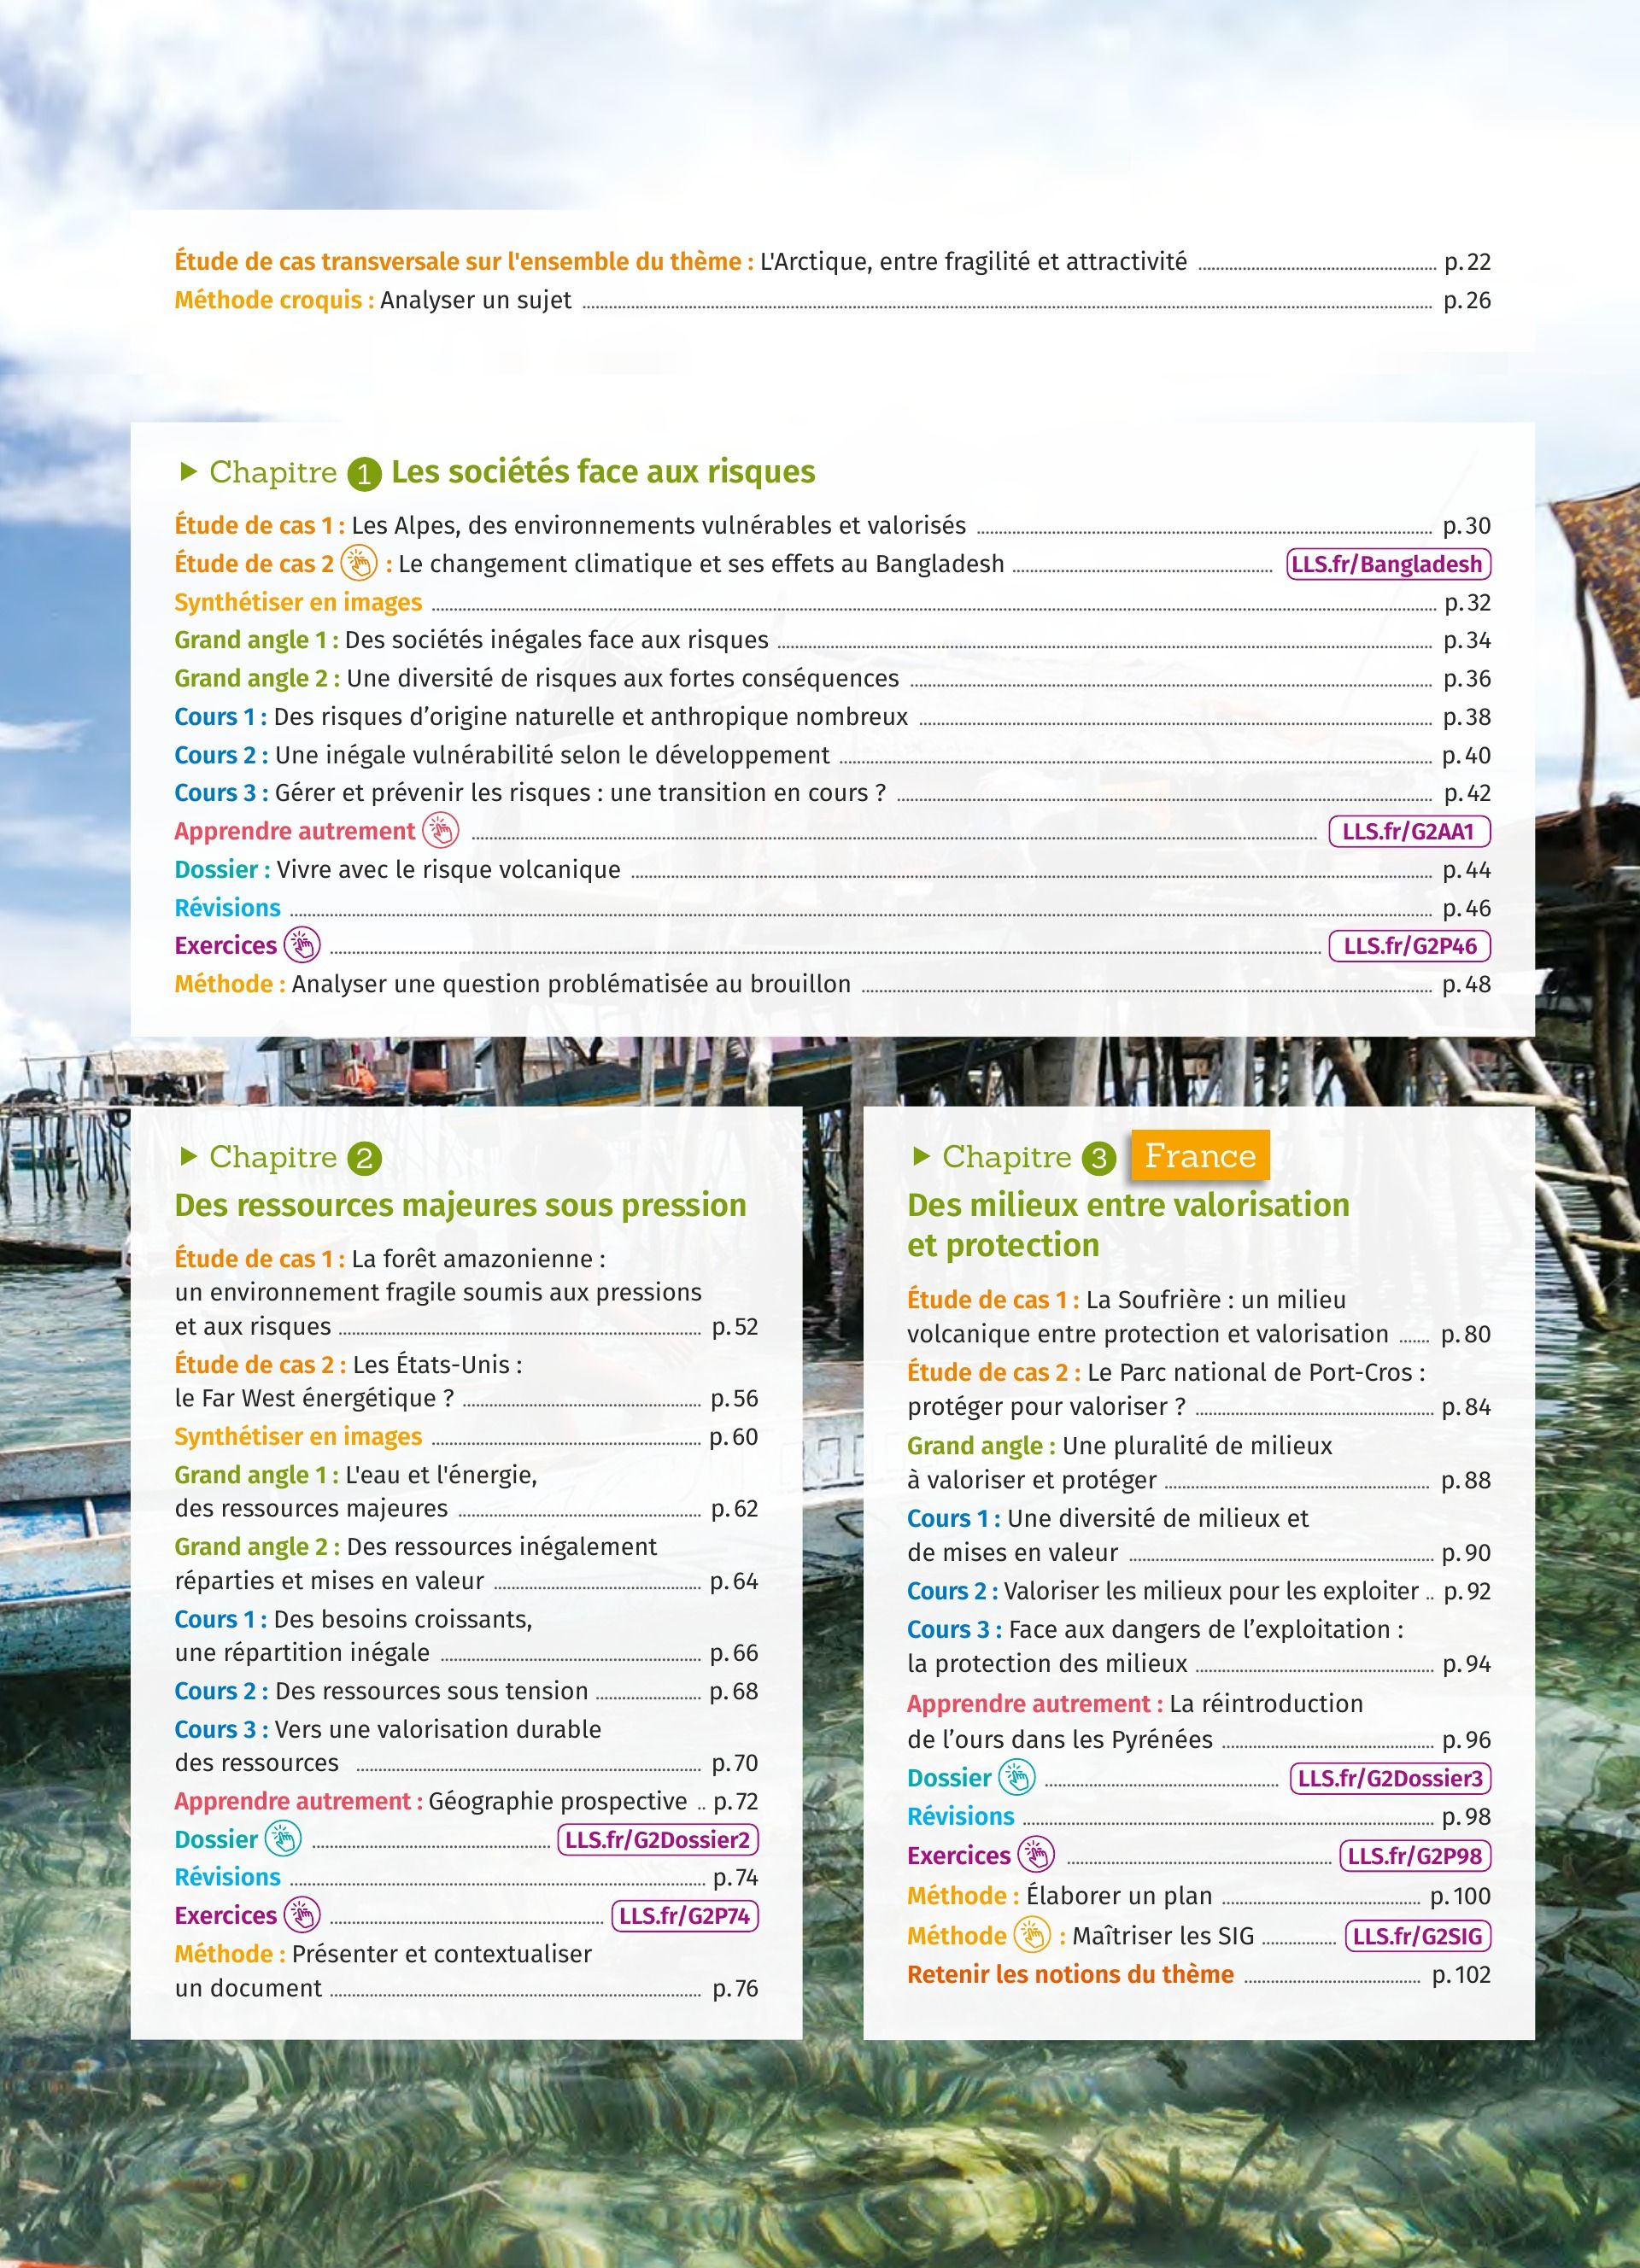 Étude de cas transversale sur l'ensemble du thème : L'Arctique, entre fragilité et attractivité p. 22
Méthode croquis : Analyser un sujet p. 26
Chapitre 1 Les sociétés face aux risques
Étude de cas 1 : Les Alpes, des environnements vulnérables et valorisés p. 30
Étude de cas 2 : Le changement climatique et ses effets au Bangladesh LLS.fr/Bangladesh
Synthétiser en images p. 32
Grand angle 1 : Des sociétés inégales face aux risques p. 34
Grand angle 2 : Une diversité de risques aux fortes conséquences p. 36
Cours 1 : Des risques d’origine naturelle et anthropique nombreux p. 38
Cours 2 : Une inégale vulnérabilité selon le développement p. 40
Cours 3 : Gérer et prévenir les risques : une transition en cours ? p. 42
Apprendre autrement LLS.fr/G2AA1
Dossier : Vivre avec le risque volcanique p. 44
Révisions p. 46
Exercices LLS.fr/G2P46
Méthode : Analyser une question problématisée au brouillon p. 48
Chapitre 2
Des ressources majeures sous pression
Étude de cas 1 : La forêt amazonienne :
un environnement fragile soumis aux pressions
et aux risques p. 52
Étude de cas 2 : Les États-Unis :
le Far West énergétique ? p. 56
Synthétiser en images p. 60
Grand angle 1 : L'eau et l'énergie,
des ressources majeures p. 62
Grand angle 2 : Des ressources inégalement
réparties et mises en valeur p. 64
Cours 1 : Des besoins croissants,
une répartition inégale p. 66
Cours 2 : Des ressources sous tension p. 68
Cours 3 : Vers une valorisation durable
des ressources p. 70
Apprendre autrement : Géographie prospective p. 72
Dossier LLS.fr/G2Dossier2
Révisions p. 74
Exercices LLS.fr/G2P74
Méthode : Présenter et contextualiser
un document p. 76
Chapitre 3 France
Des milieux entre valorisation
et protection
Étude de cas 1 : La Soufrière : un milieu
volcanique entre protection et valorisation p. 80
Étude de cas 2 : Le Parc national de Port-Cros :
protéger pour valoriser ? p. 84
Grand angle : Une pluralité de milieux
à valoriser et protéger p. 88
Cours 1 : Une diversité de milieux et
de mises en valeur p. 90
Cours 2 : Valoriser les milieux pour les exploiter p. 92
Cours 3 : Face aux dangers de l’exploitation :
la protection des milieux p. 94
Apprendre autrement : La réintroduction
de l’ours dans les Pyrénées p. 96
Dossier LLS.fr/G2Dossier3
Révisions p. 98
Exercices LLS.fr/G2P98
Méthode : Élaborer un plan p. 100
Méthode : Maîtriser les SIG LLS.fr/G2SIG
Retenir les notions du thème p. 102